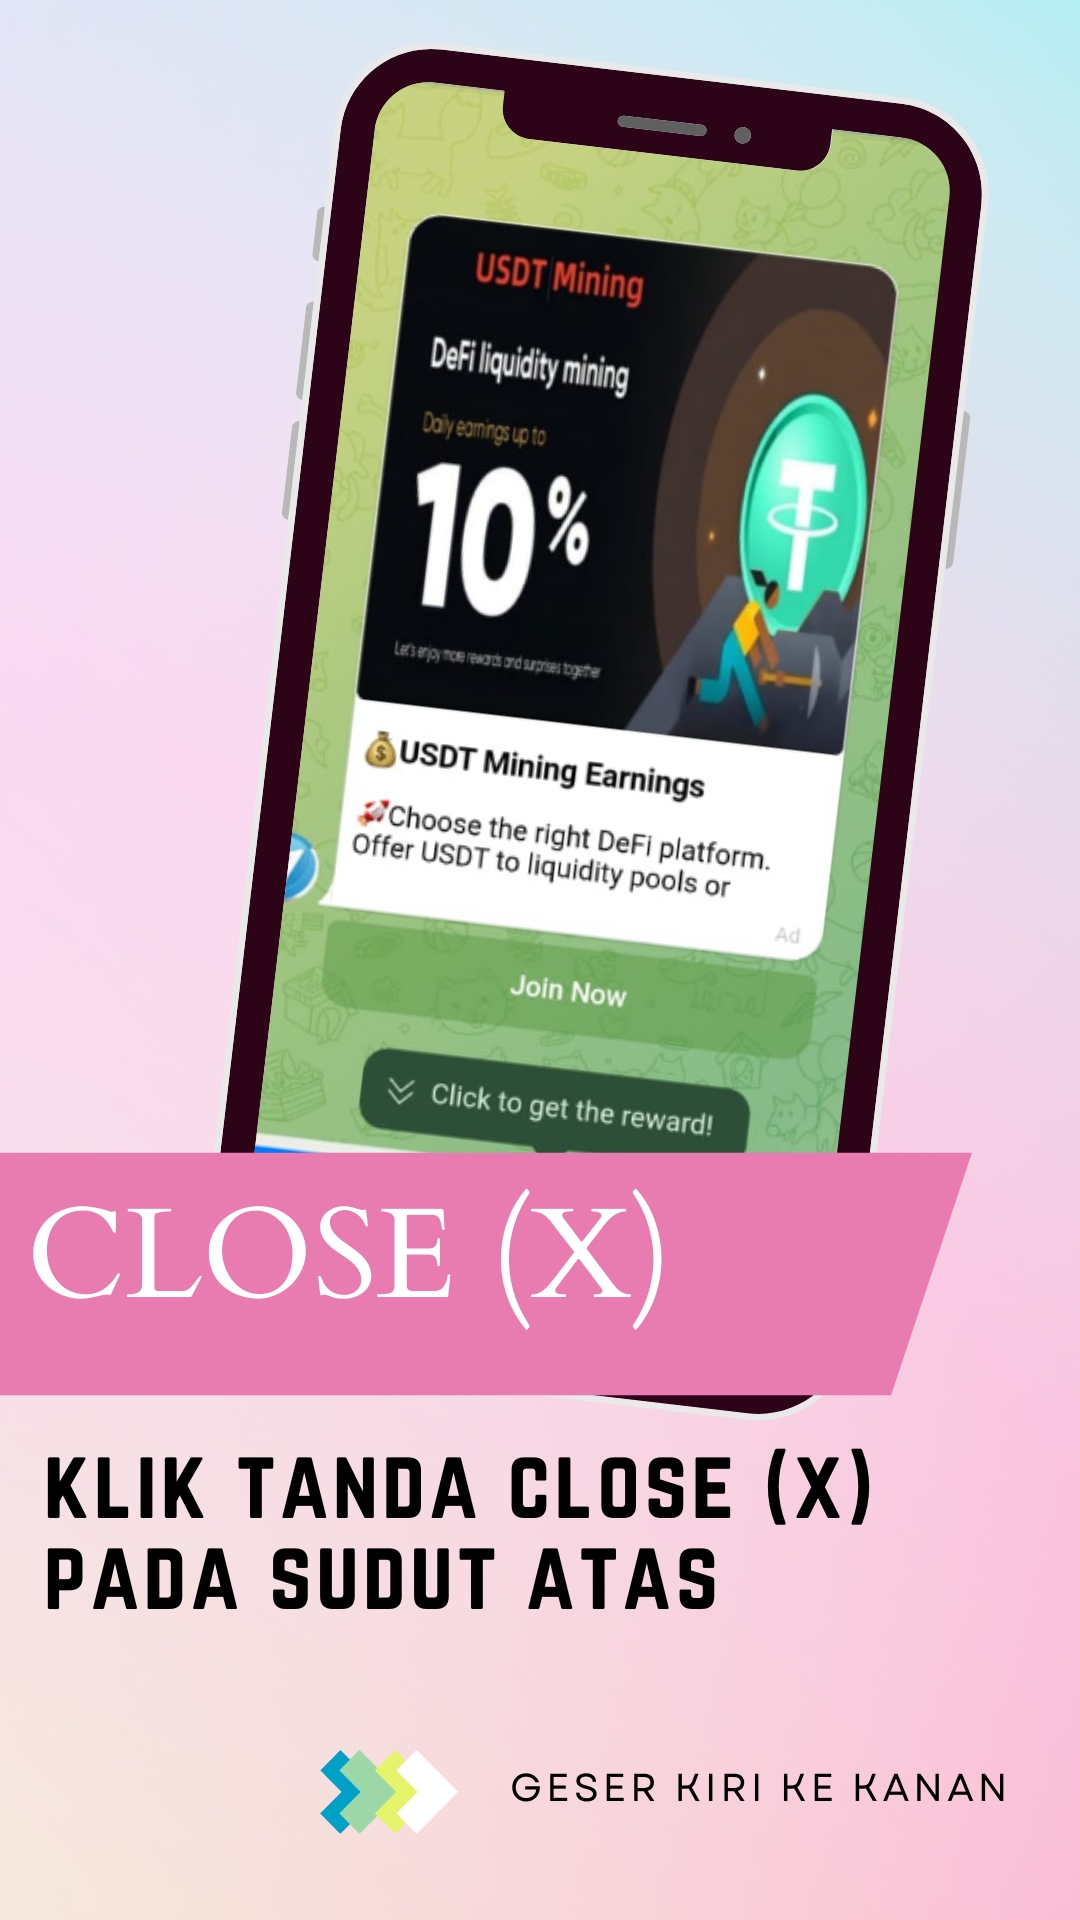 USDT Mining
DeFi liquidity mining
Daily earnings up to
10%
Let's enjoy more rewards and surprises together
💰USDT Mining Earnings
🚀Choose the right DeFi platform.
Offer USDT to liquidity pools or
Ad
Join Now
Click to get the reward!
CLOSE (X)
KLIK TANDA CLOSE (X)
PADA SUDUT ATAS
GESER KIRI KE KANAN